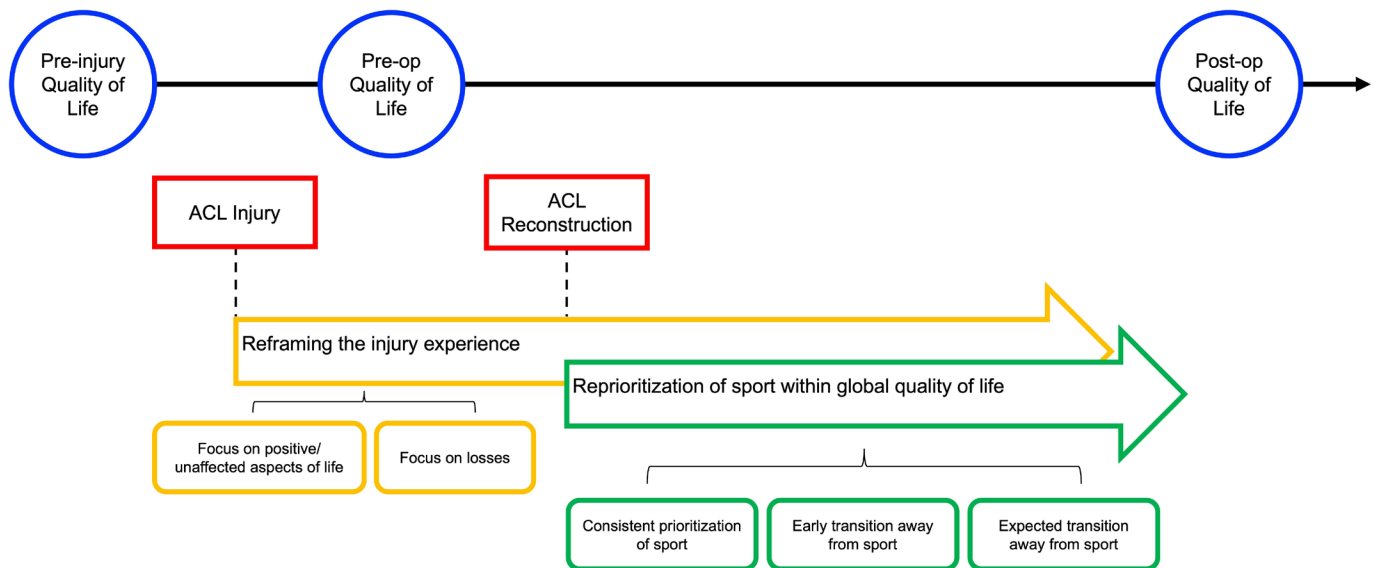 Pre-injury
Quality of
Life
Pre-op
Quality of
Life
Post-op
Quality of
Life
ACL Injury
ACL
Reconstruction
Reframing the injury experience
Reprioritization of sport within global quality of life
Focus on positive/
unaffected aspects of life
Focus on losses
Consistent prioritization
of sport
Early transition away
from sport
Expected transition
away from sport